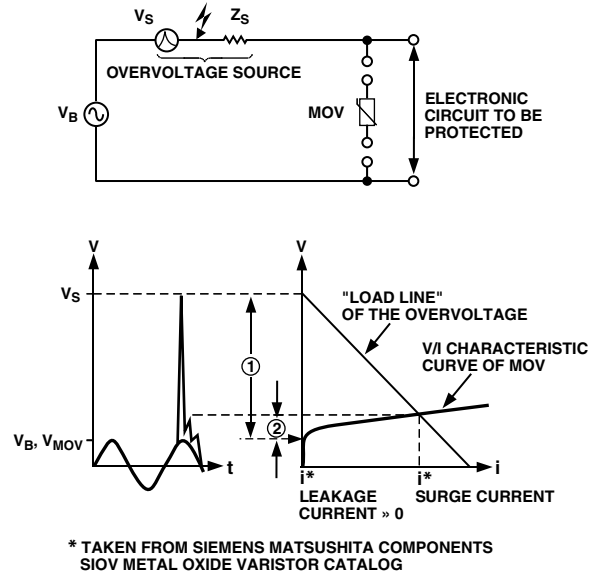 VS
ZS
OVERVOLTAGE SOURCE
VB
MOV
ELECTRONIC
CIRCUIT TO BE
PROTECTED
V
V
VS
"LOAD LINE"
OF THE OVERVOLTAGE
1
V/I CHARACTERISTIC
CURVE OF MOV
2
VB, VMOV
t
i
i*
i*
LEAKAGE
CURRENT » 0
SURGE CURRENT
* TAKEN FROM SIEMENS MATSUSHITA COMPONENTS
SIOV METAL OXIDE VARISTOR CATALOG